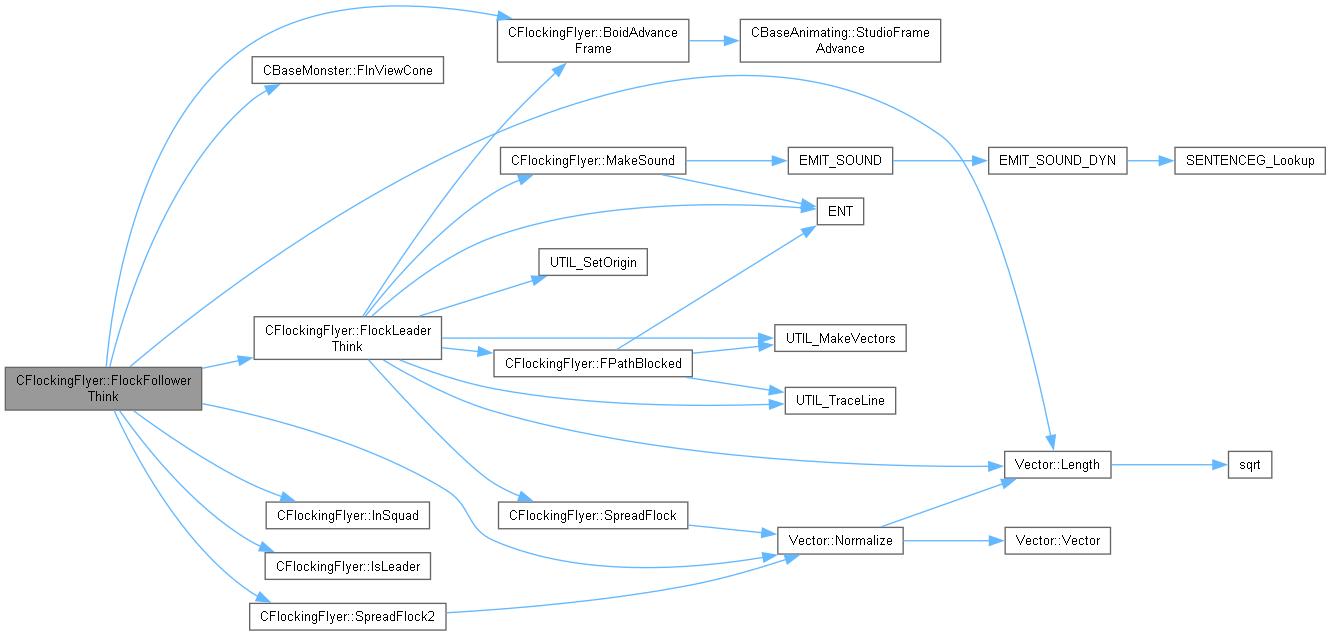 CFlockingFlyer::BoidAdvance
Frame
CBaseAnimating::StudioFrame
Advance
CBaseMonster::FInViewCone
CFlockingFlyer::MakeSound
EMIT_SOUND
EMIT_SOUND_DYN
SENTENCEG_Lookup
ENT
UTIL_SetOrigin
CFlockingFlyer::FlockLeader
Think
UTIL_MakeVectors
CFlockingFlyer::FPathBlocked
CFlockingFlyer::FlockFollower
Think
UTIL_TraceLine
Vector::Length
sqrt
CFlockingFlyer::InSquad
CFlockingFlyer::SpreadFlock
Vector::Normalize
Vector::Vector
CFlockingFlyer::IsLeader
CFlockingFlyer::SpreadFlock2